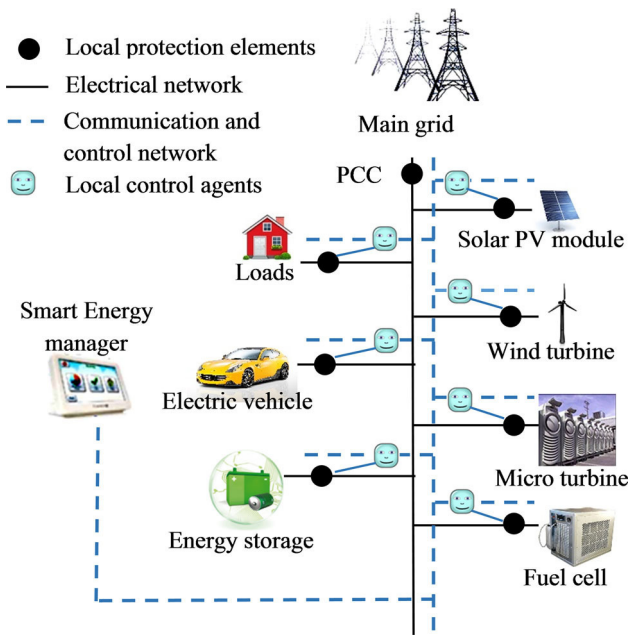 Local protection elements
Electrical network
Communication and
control network
Local control agents
Main grid
PCC
Solar PV module
Loads
Smart Energy
manager
Wind turbine
Electric vehicle
Micro turbine
Energy storage
Fuel cell